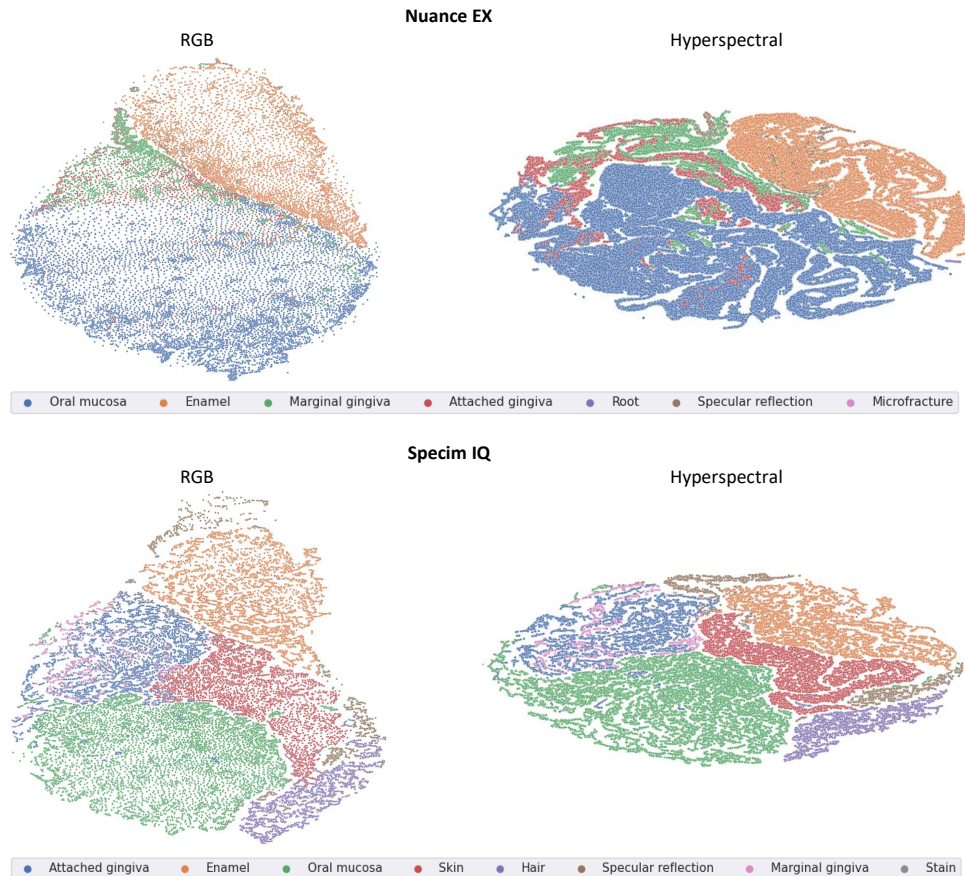 Nuance EX
RGB Hyperspectral
Oral mucosa Enamel Marginal gingiva Attached gingiva Root Specular reflection Microfracture
Specim IQ
RGB Hyperspectral
Attached gingiva Enamel Oral mucosa Skin Hair Specular reflection Marginal gingiva Stain